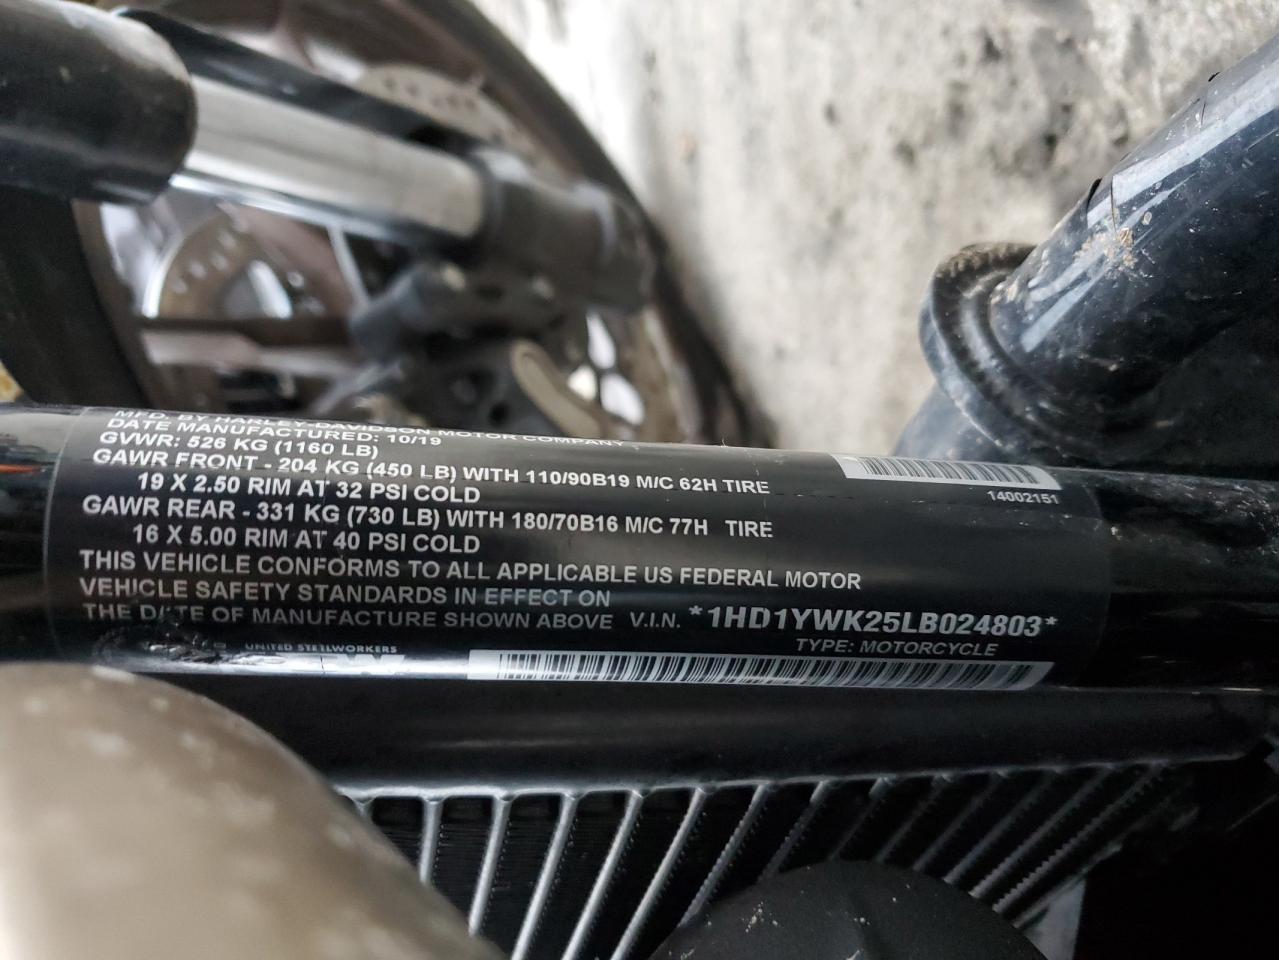 MFD. BY HARLEY-DAVIDSON MOTOR COMPANY
DATE MANUFACTURED: 10/19
GVWR: 526 KG (1160 LB)
GAWR FRONT - 204 KG (450 LB) WITH 110/90B19 M/C 62H TIRE
19 X 2.50 RIM AT 32 PSI COLD
GAWR REAR - 331 KG (730 LB) WITH 180/70B16 M/C 77H TIRE
16 X 5.00 RIM AT 40 PSI COLD
THIS VEHICLE CONFORMS TO ALL APPLICABLE US FEDERAL MOTOR
VEHICLE SAFETY STANDARDS IN EFFECT ON
THE DATE OF MANUFACTURE SHOWN ABOVE V.I.N. *1HD1YWK25LB024803*
TYPE: MOTORCYCLE
14002151
UNITED STEELWORKERS